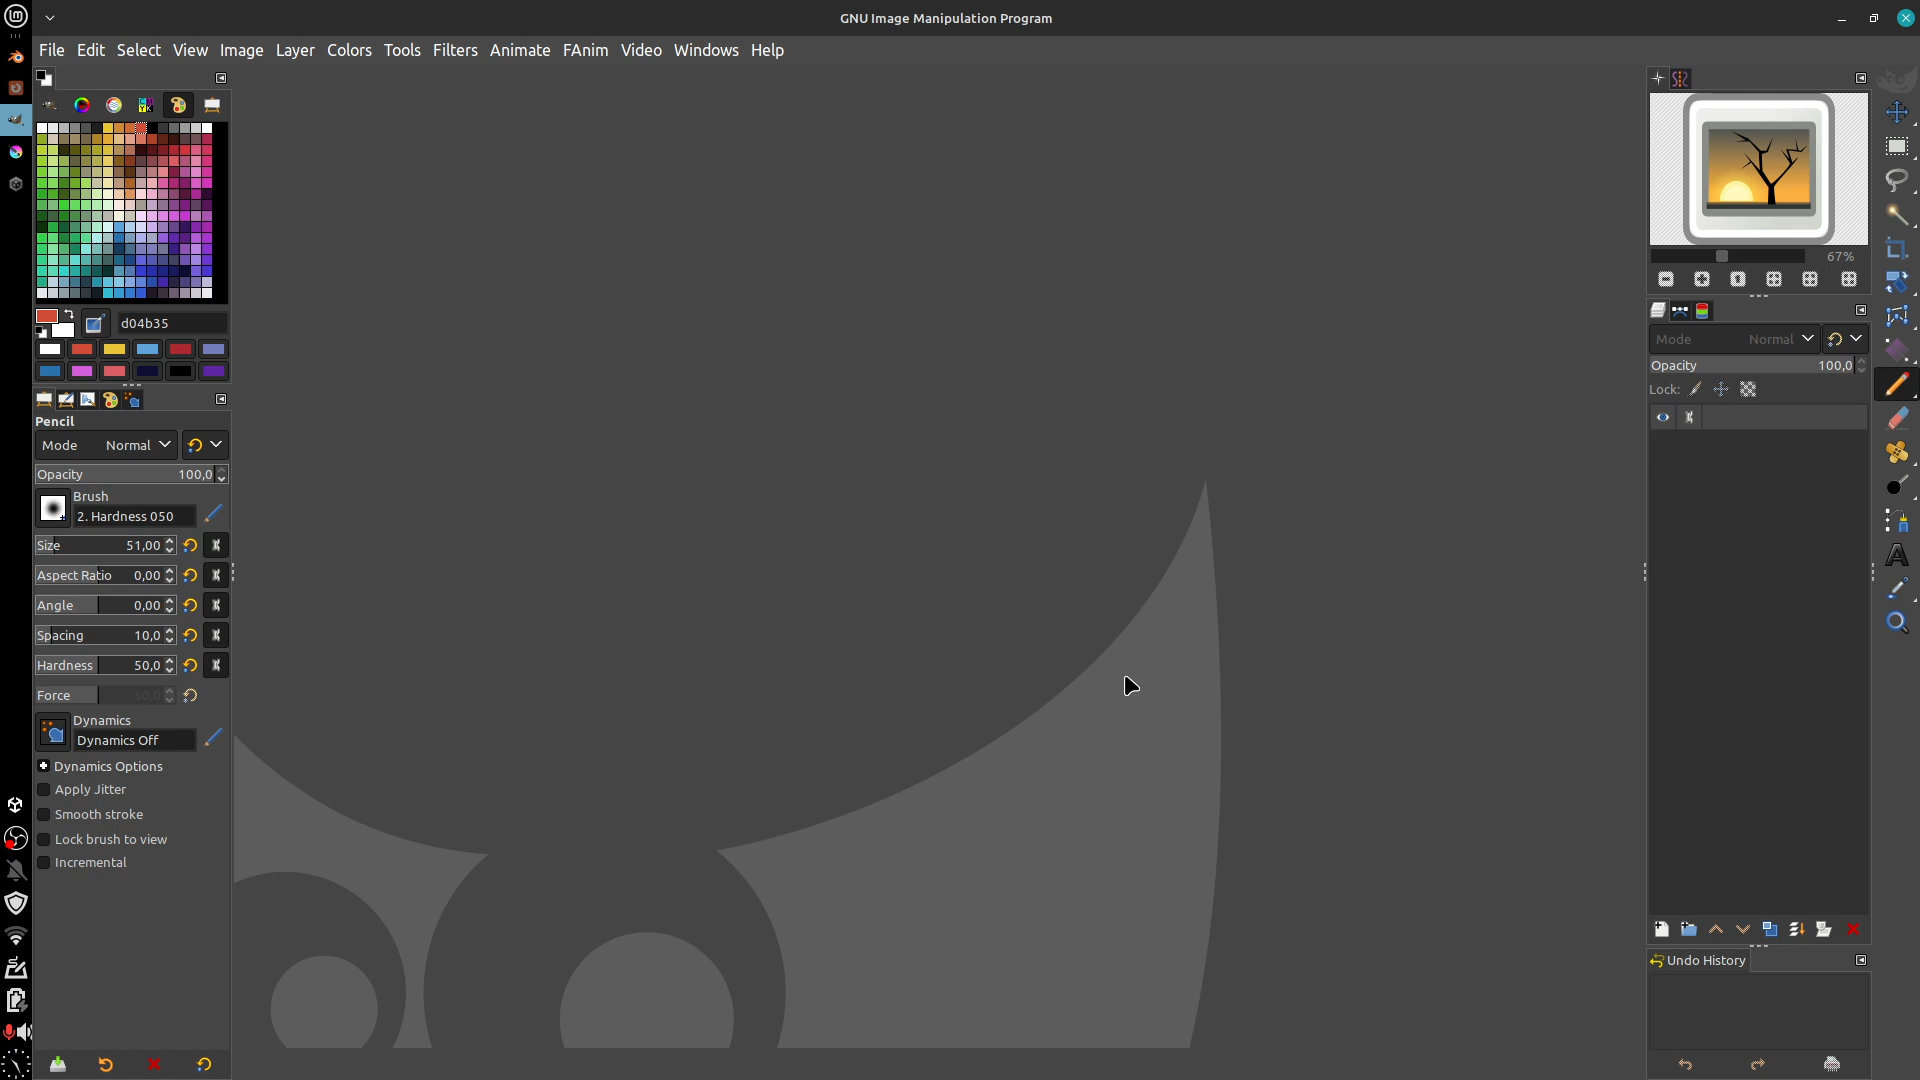 GNU Image Manipulation Program
File Edit Select View Image Layer Colors Tools Filters Animate FAnim Video Windows Help
d04b35
Pencil
Mode Normal
Opacity 100,0
Brush
2. Hardness 050
Size 51,00
Aspect Ratio 0,00
Angle 0,00
Spacing 10,0
Hardness 50,0
Force 50,0
Dynamics
Dynamics Off
Dynamics Options
Apply Jitter
Smooth stroke
Lock brush to view
Incremental
67%
Mode Normal
Opacity 100,0
Lock:
Undo History